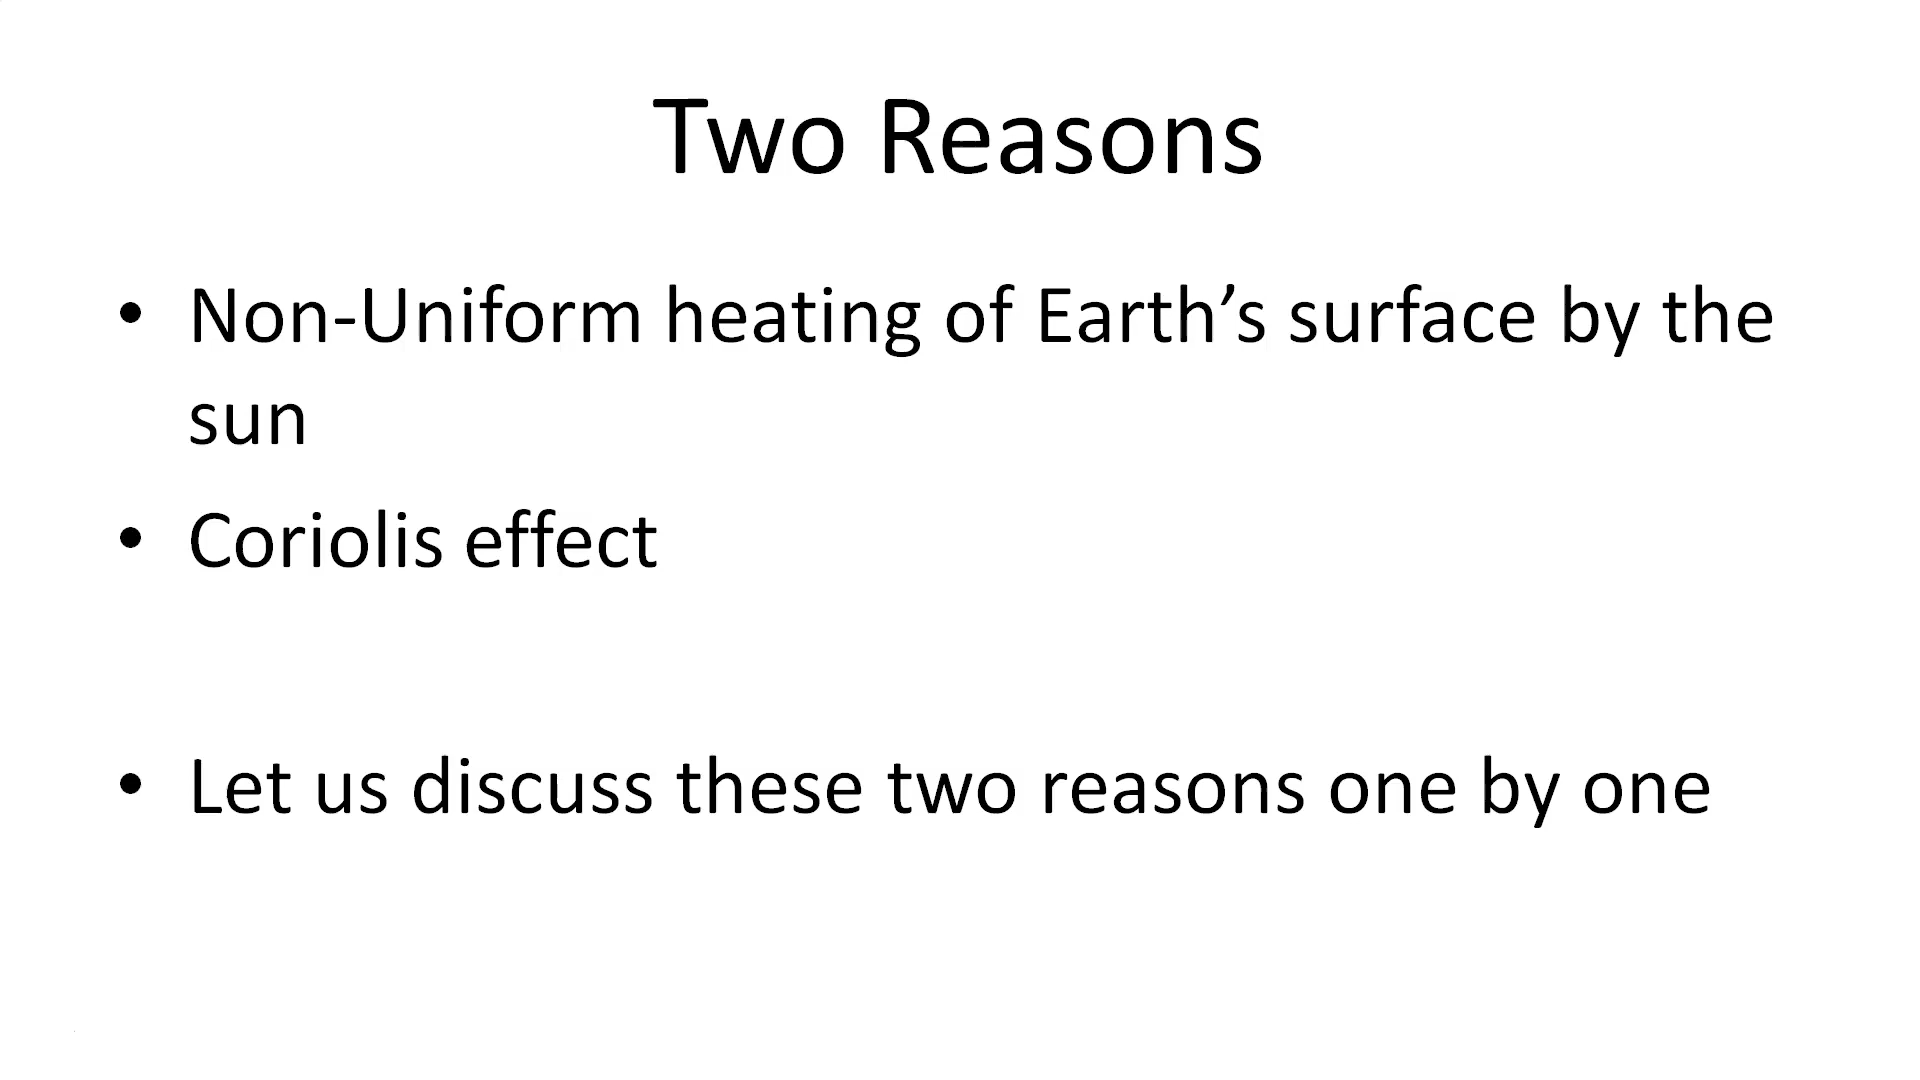 Two Reasons
• Non-Uniform heating of Earth’s surface by the
sun
• Coriolis effect
• Let us discuss these two reasons one by one